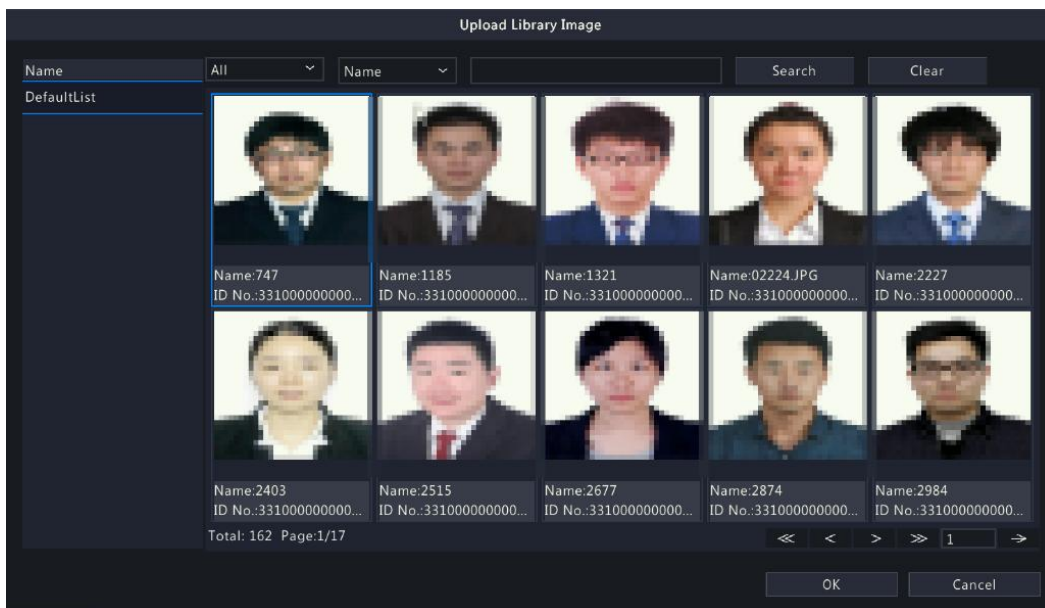 Upload Library Image
Name
All
Name
Search
Clear
DefaultList
Name:747
Name:1185
Name:1321
Name:02224.JPG
Name:2227
ID No.:331000000000...
ID No.:331000000000...
ID No.:331000000000...
ID No.:331000000000...
ID No.:331000000000...
Name:2403
Name:2515
Name:2677
Name:2874
Name:2984
ID No.:331000000000...
ID No.:331000000000...
ID No.:331000000000...
ID No.:331000000000...
ID No.:331000000000...
Total: 162 Page:1/17
1
OK
Cancel